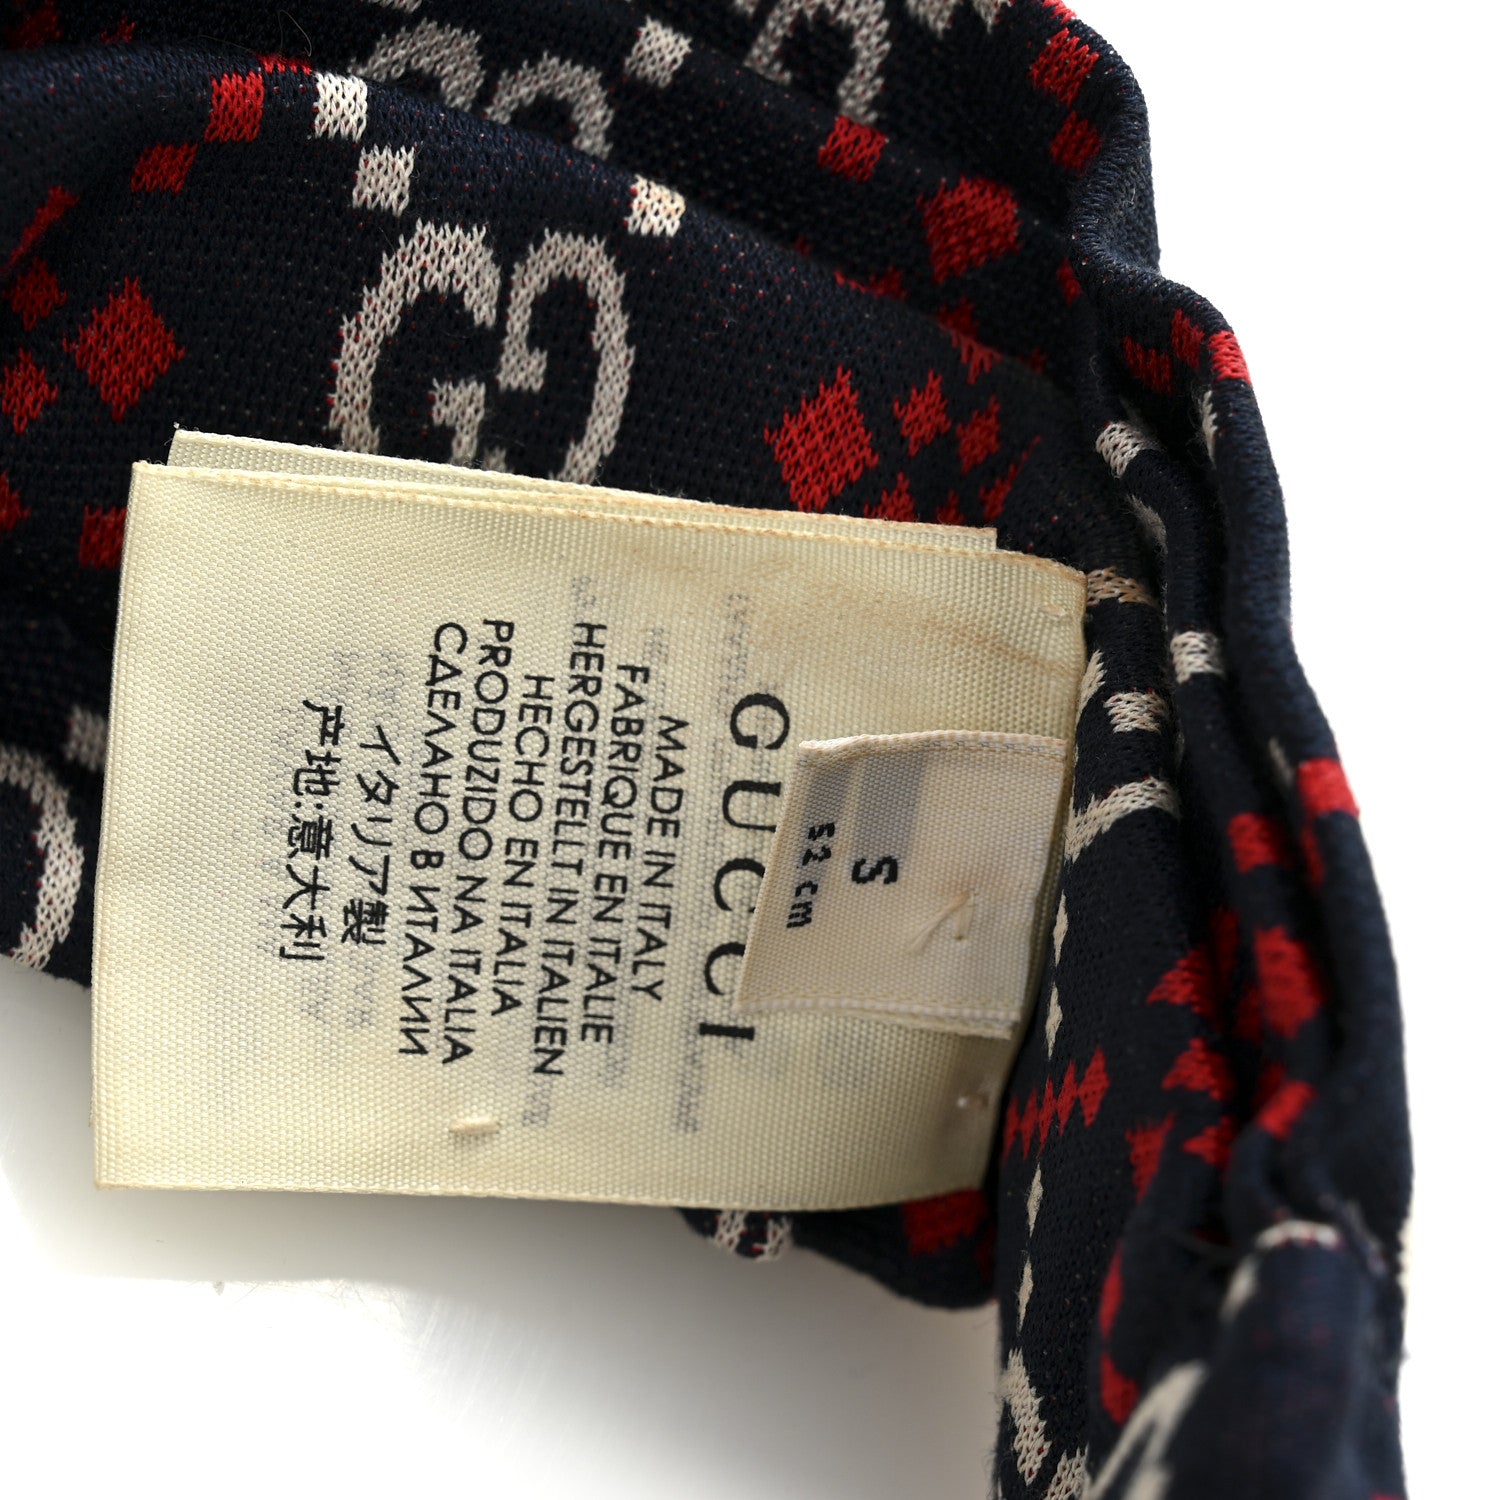 GUCCI
MADE IN ITALY
FABRIQUE EN ITALIE
HERGESTELLT IN ITALIEN
HECHO EN ITALIA
PRODUZIDO NA ITALIA
СДЕЛАНО В ИТАЛИИ
イタリア製
产地:意大利
S
52 cm